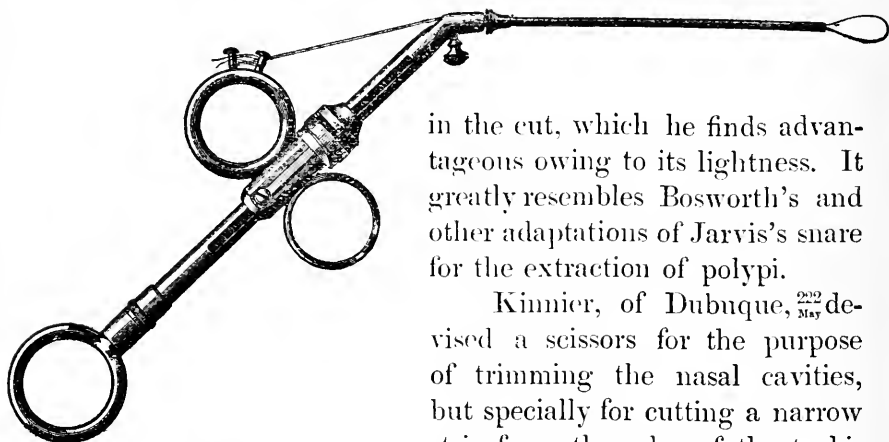 in the cut, which he finds advan-
tageous owing to its lightness. It
greatly resembles Bosworth's and
other adaptations of Jarvis's snare
for the extraction of polypi.
Kinnier, of Dubuque, 222 May de-
vised a scissors for the purpose
of trimming the nasal cavities,
but specially for cutting a narrow